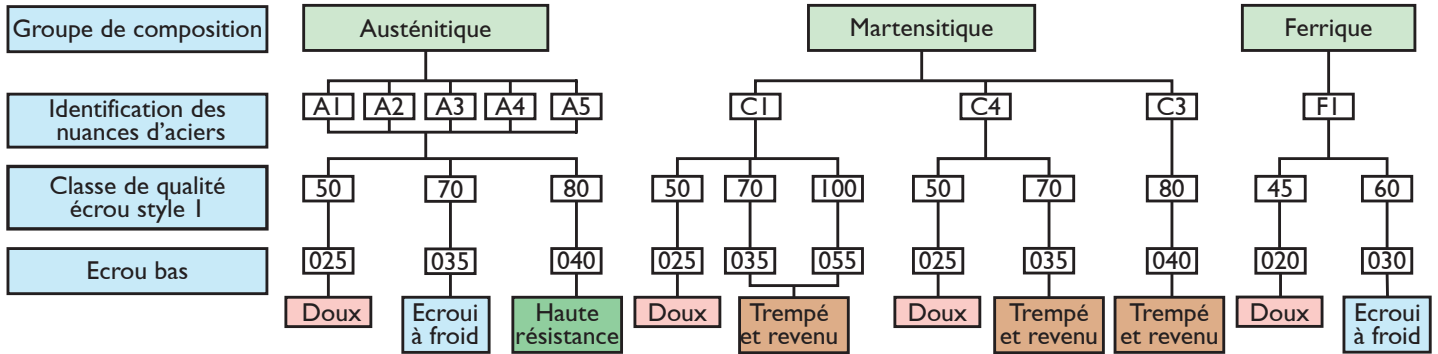 Groupe de composition
Austénitique
Martensitique
Ferrique
Identification des
nuances d'aciers
A1 A2 A3 A4 A5 C1 C4 C3 F1
Classe de qualité
écrou style 1
50 70 80 50 70 100 50 70 80 45 60
Ecrou bas
025 035 040 025 035 055 025 035 040 020 030
Doux
Ecroui
à froid
Haute
résistance
Doux
Trempé
et revenu
Doux
Trempé
et revenu
Trempé
et revenu
Doux
Ecroui
à froid